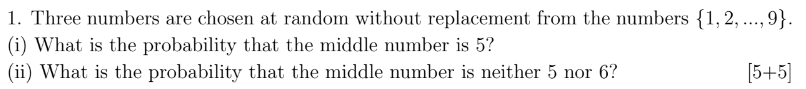 1. Three numbers are chosen at random without replacement from the numbers {1, 2, ..., 9}.
(i) What is the probability that the middle number is 5?
(ii) What is the probability that the middle number is neither 5 nor 6? [5+5]